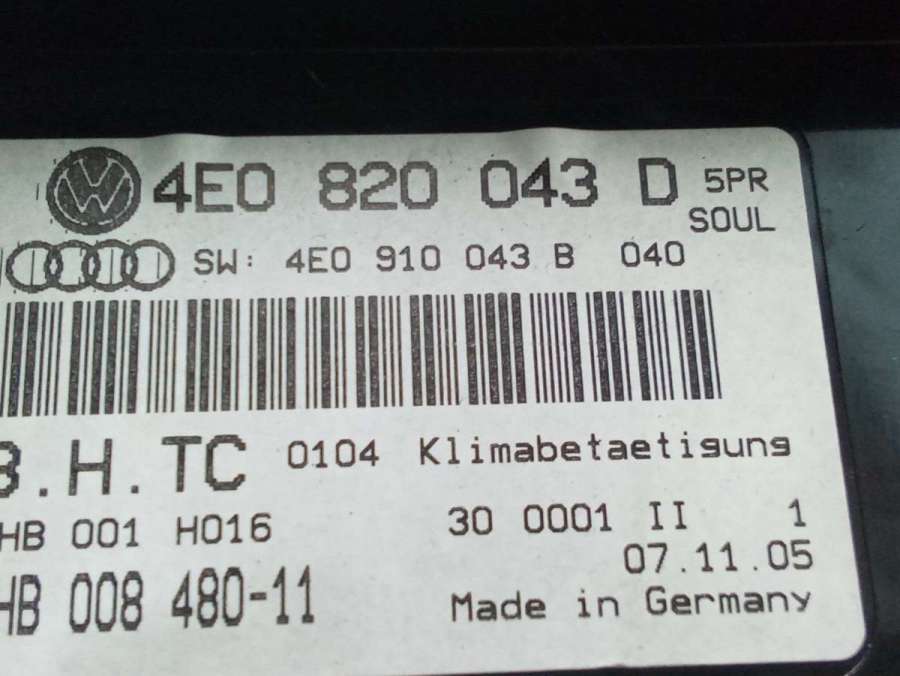 4E0 820 043 D 5PR
SOUL
SW: 4E0 910 043 B 040
B.H.TC 0104 Klimabetaetigung
HB 001 H016 30 0001 II 1
07.11.05
HB 008 480-11 Made in Germany